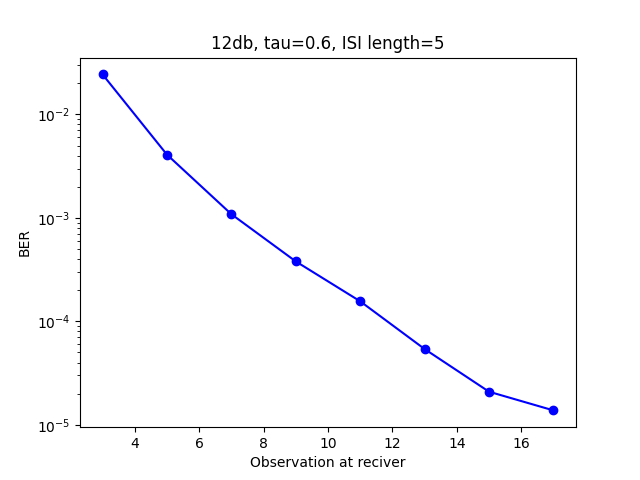 12db, tau=0.6, ISI length=5
BER
10⁻²
10⁻³
10⁻⁴
10⁻⁵
4 6 8 10 12 14 16
Observation at reciver